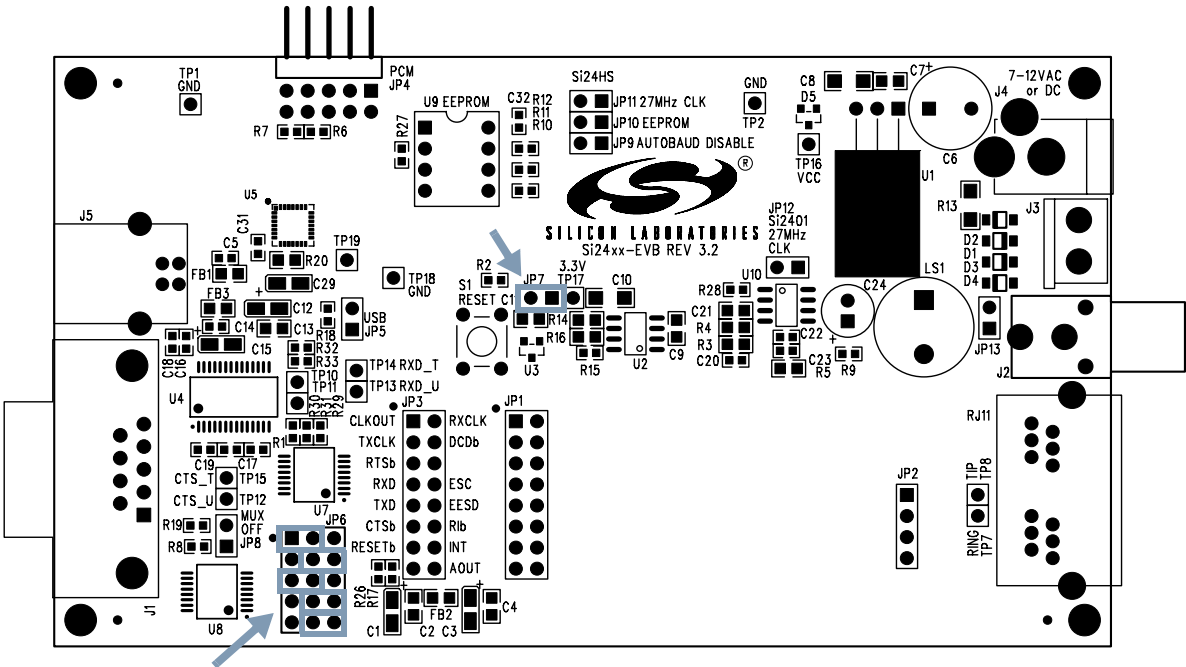 TP1
GND
PCM
JP4
R7
R6
R27
U9 EEPROM
C32
R12
R11
R10
Si24HS
JP11 27MHz CLK
JP10 EEPROM
JP9 AUTOBAUD DISABLE
GND
TP2
C8
D5
TP16
VCC
C7
+
C6
7-12VAC
or DC
J4
U1
R13
J3
D2
D1
D3
D4
®
SILICON LABORATORIES
Si24xx-EVB REV 3.2
JP12
Si2401
27MHz
CLK
J5
U5
C31
C5
FB1
R20
TP19
C29
TP18
GND
FB3
+
C12
C14
C13
R18
USB
JP5
+
C15
C18
C16
R32
R33
TP10
TP11
TP14 RXD_T
TP13 RXD_U
R30
R31
R29
U4
R1
C19
C17
S1
RESET
R2
JP7
3.3V
TP17
C10
R14
R16
R15
U3
U2
C9
U10
R28
C21
R4
R3
C20
C22
C23
R5
R9
C24
LS1
JP13
J2
CTS_T
TP15
CTS_U
TP12
MUX
OFF
JP8
R19
R8
U7
JP6
U8
J1
JP3
CLKOUT
RXCLK
TXCLK
DCDb
RTSb
RXD
ESC
TXD
EESD
CTSb
RIb
RESETb
INT
AOUT
JP1
R26
R17
+
C1
C2
FB2
+
C3
C4
JP2
RJ11
TIP
TP8
RING
TP7